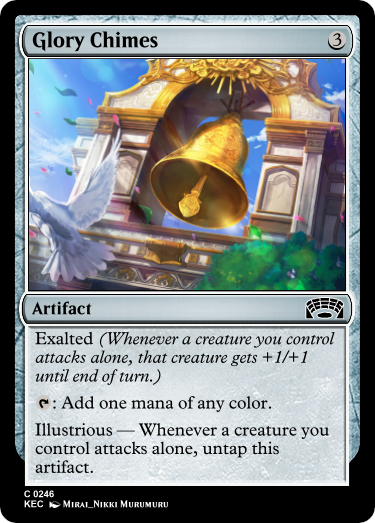 Glory Chimes 3
Artifact
Exalted (Whenever a creature you control
attacks alone, that creature gets +1/+1
until end of turn.)
: Add one mana of any color.
Illustrious — Whenever a creature you
control attacks alone, untap this
artifact.
C 0246
KEC Mirai_Nikki Murumuru